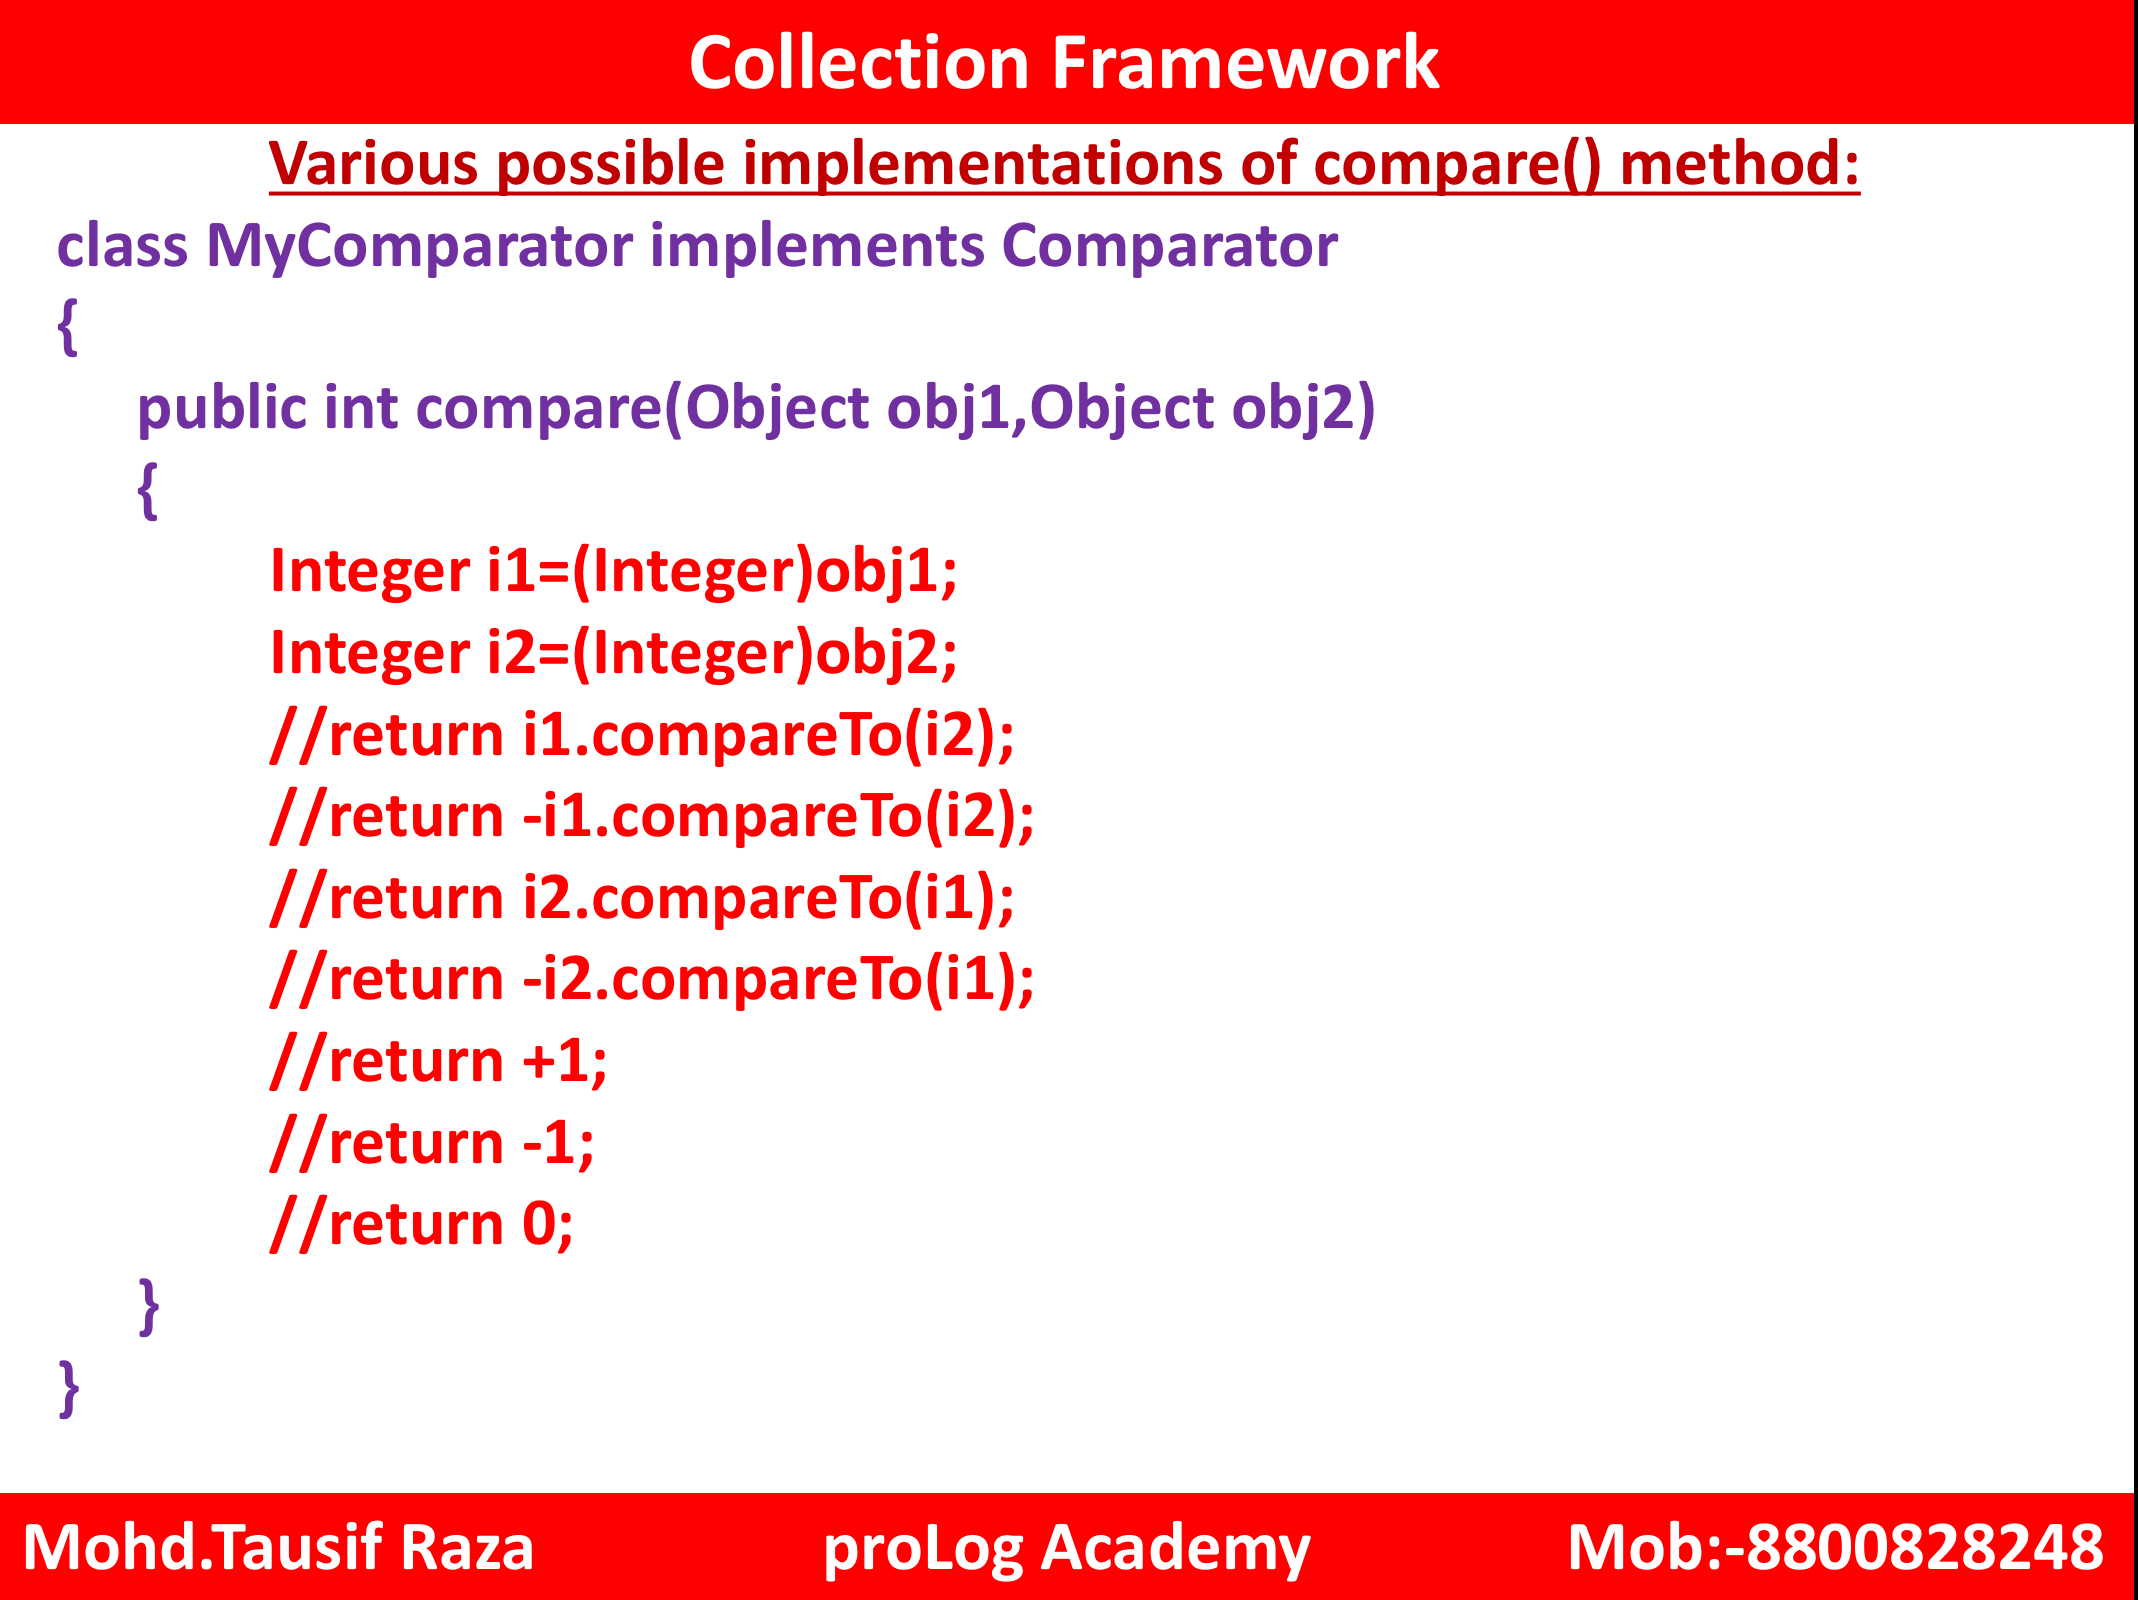 Collection Framework
Various possible implementations of compare() method:
class MyComparator implements Comparator
{
public int compare(Object obj1,Object obj2)
{
Integer i1=(Integer)obj1;
Integer i2=(Integer)obj2;
//return i1.compareTo(i2);
//return -i1.compareTo(i2);
//return i2.compareTo(i1);
//return -i2.compareTo(i1);
//return +1;
//return -1;
//return 0;
}
}
Mohd.Tausif Raza proLog Academy Mob:-8800828248